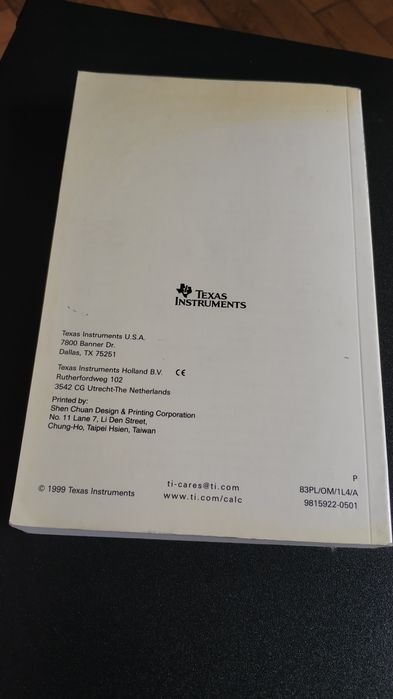 TEXAS
INSTRUMENTS
Texas Instruments U.S.A.
7800 Banner Dr.
Dallas, TX 75251
Texas Instruments Holland B.V. CE
Rutherfordweg 102
3542 CG Utrecht-The Netherlands
Printed by:
Shen Chuan Design & Printing Corporation
No. 11 Lane 7, Li Den Street,
Chung-Ho, Taipei Hsien, Taiwan
© 1999 Texas Instruments
ti-cares@ti.com
www.ti.com/calc
P
83PL/OM/1L4/A
9815922-0501